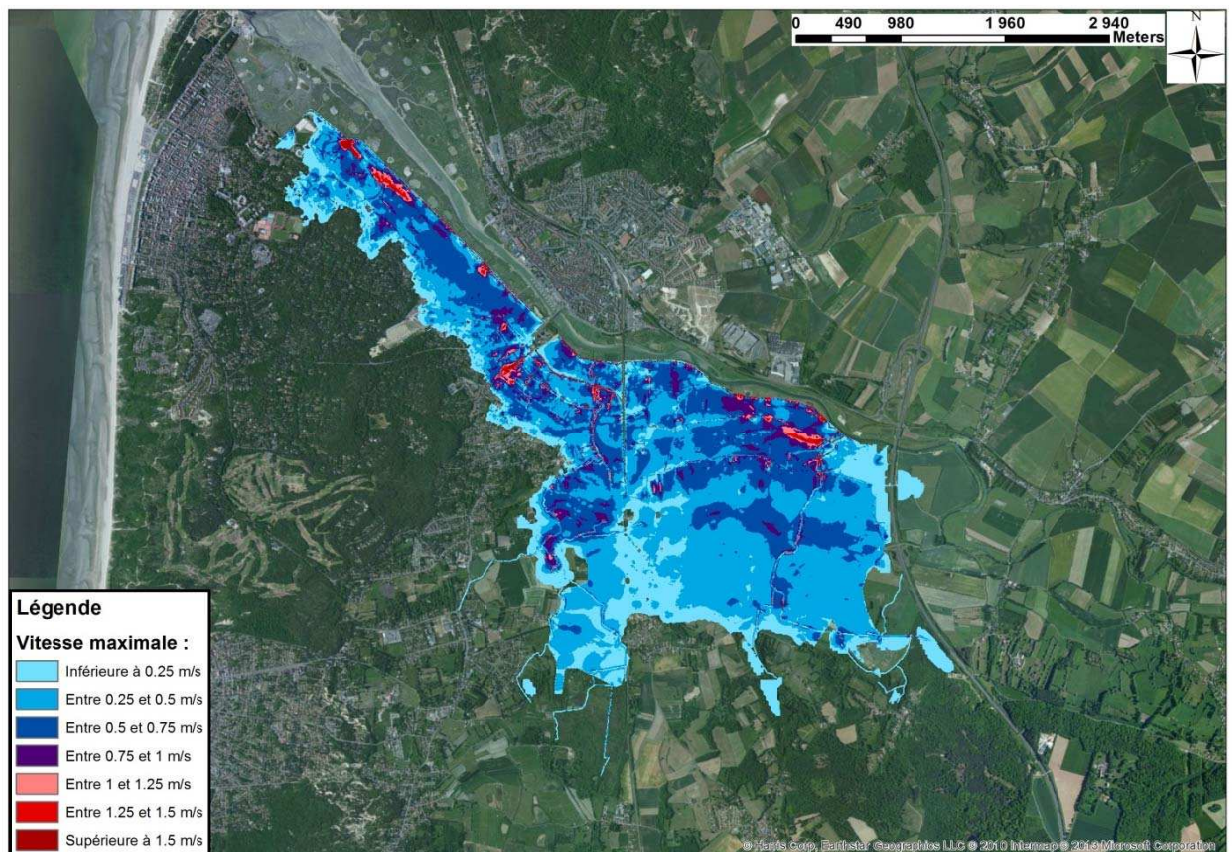 0 490 980 1 960 2 940
Meters
N
Légende
Vitesse maximale :
Inférieure à 0.25 m/s
Entre 0.25 et 0.5 m/s
Entre 0.5 et 0.75 m/s
Entre 0.75 et 1 m/s
Entre 1 et 1.25 m/s
Entre 1.25 et 1.5 m/s
Supérieure à 1.5 m/s
© Harris Corp, Earthstar Geographics LLC © 2010 Intermap © 2013 Microsoft Corporation